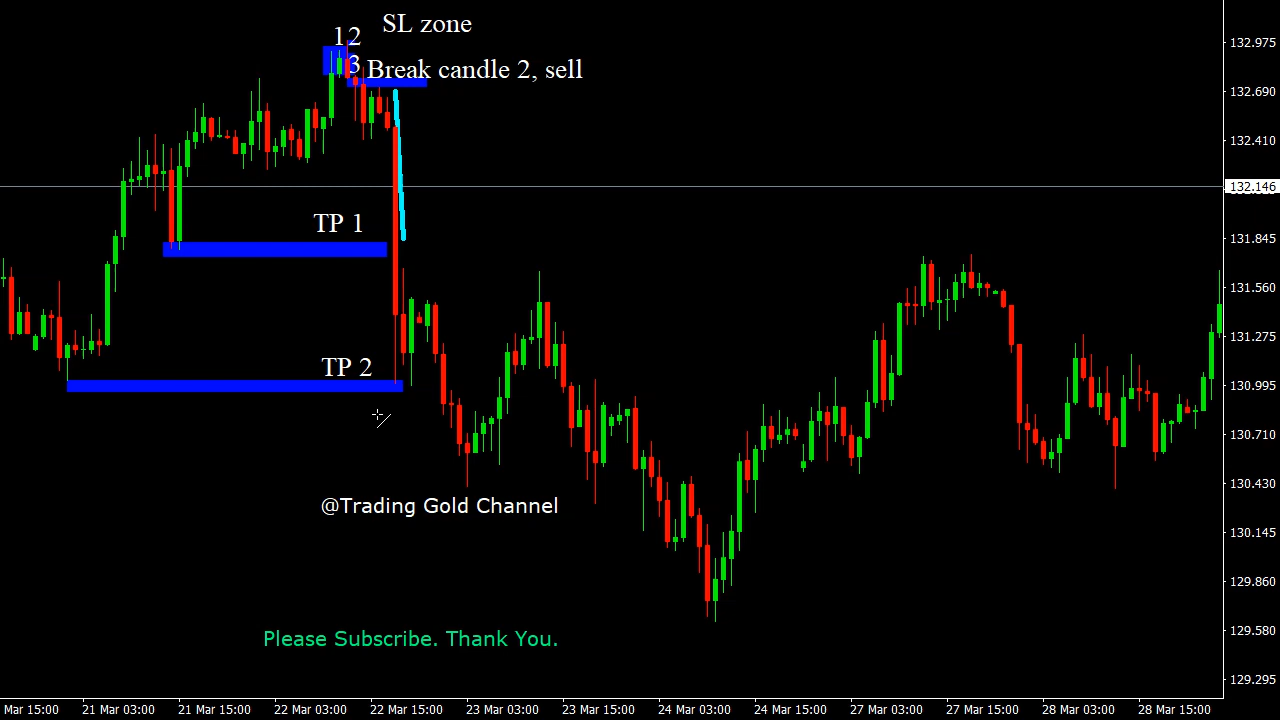 SL zone
12
3 Break candle 2, sell
TP 1
TP 2
@Trading Gold Channel
Please Subscribe. Thank You.
132.975
132.690
132.410
132.146
131.845
131.560
131.275
130.995
130.710
130.430
130.145
129.860
129.580
129.295
Mar 15:00 21 Mar 03:00 21 Mar 15:00 22 Mar 03:00 22 Mar 15:00 23 Mar 03:00 23 Mar 15:00 24 Mar 03:00 24 Mar 15:00 27 Mar 03:00 27 Mar 15:00 28 Mar 03:00 28 Mar 15:00